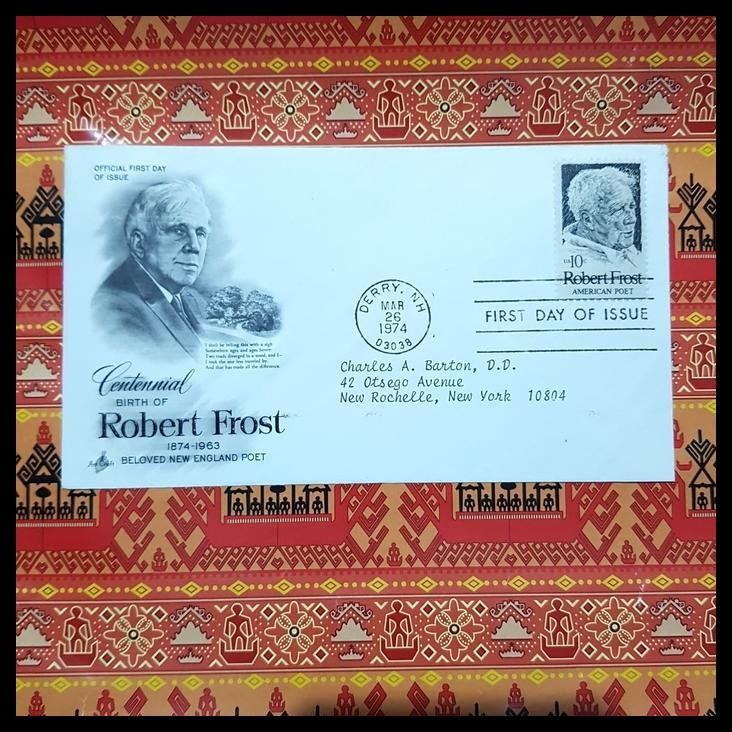 OFFICIAL FIRST DAY
OF ISSUE
I shall be telling this with a sigh
Somewhere ages and ages hence:
Two roads diverged in a wood, and I—
I took the one less traveled by,
And that has made all the difference.
Centennial
BIRTH OF
Robert Frost
1874-1963
BELOVED NEW ENGLAND POET
ArtCraft
US 10c
Robert Frost
AMERICAN POET
DERRY, NH
MAR
26
1974
03038
FIRST DAY OF ISSUE
Charles A. Barton, D.D.
42 Otsego Avenue
New Rochelle, New York 10804